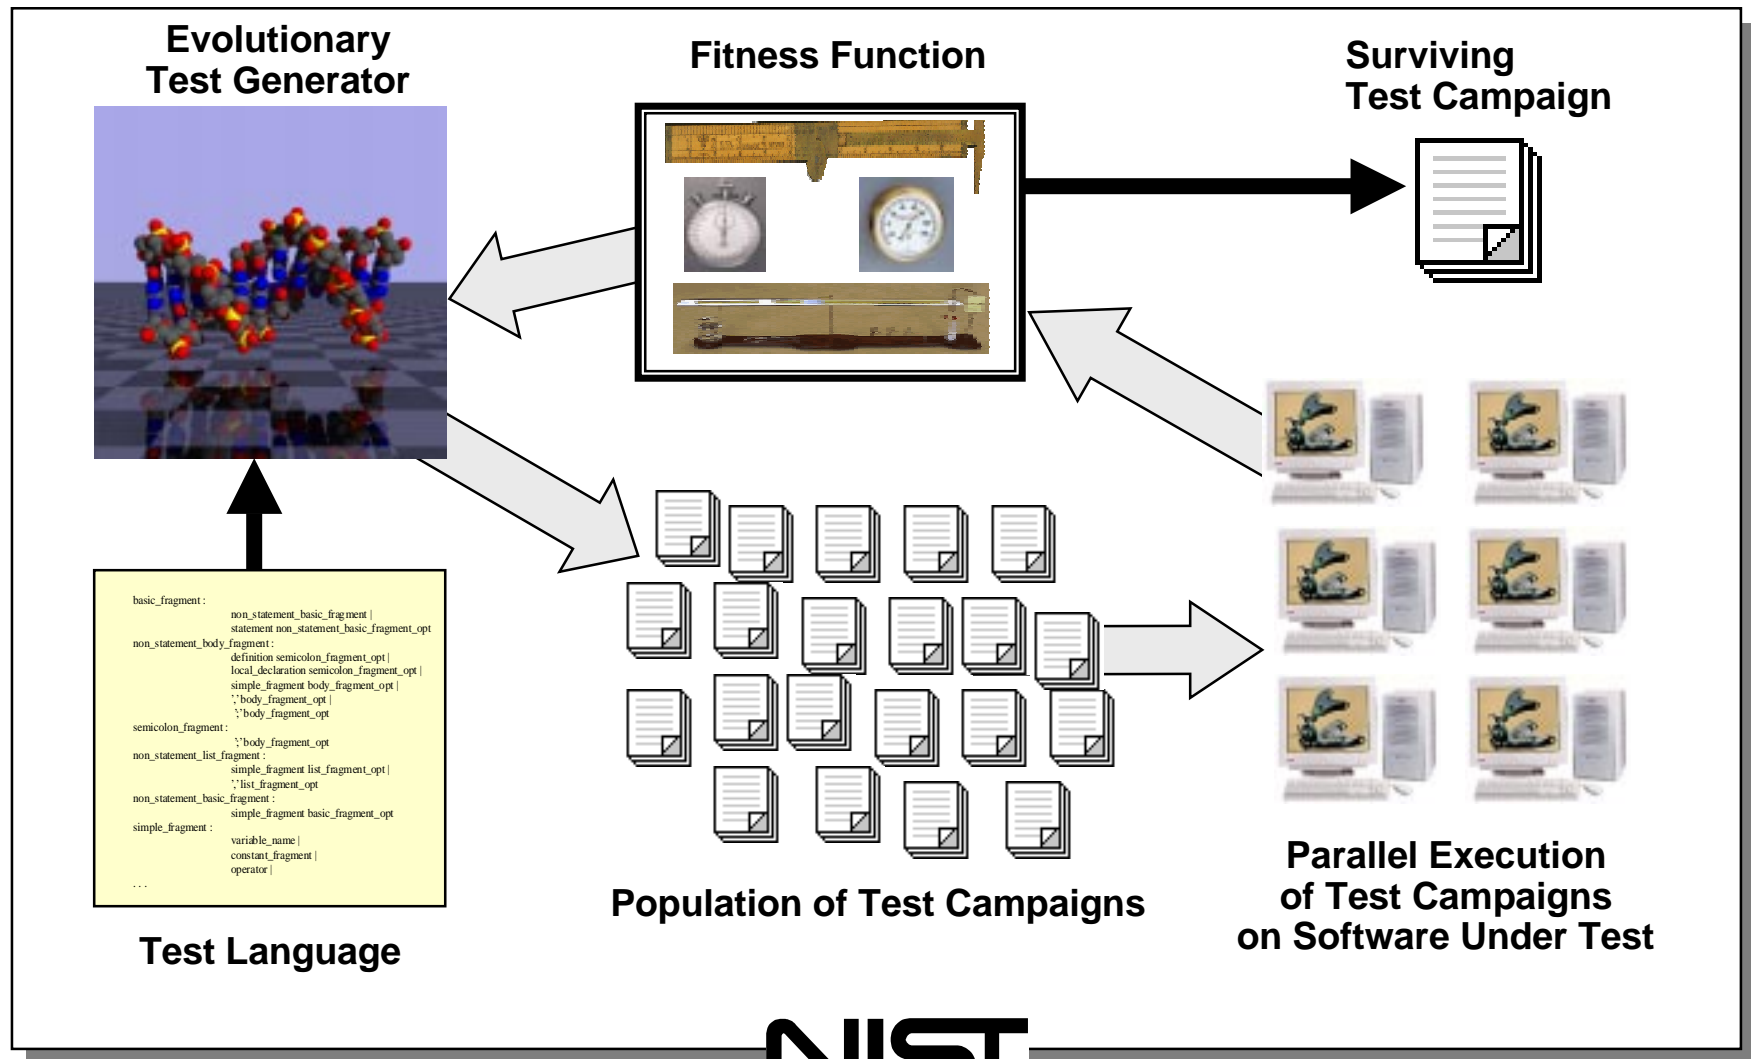 Evolutionary
Test Generator
Fitness Function
Surviving
Test Campaign
basic_fragment :
non_statement_basic_fragment |
statement non_statement_basic_fragment_opt
non_statement_body_fragment :
definition semicolon_fragment_opt |
local_declaration semicolon_fragment_opt |
simple_fragment body_fragment_opt |
',' body_fragment_opt |
';' body_fragment_opt
semicolon_fragment :
';' body_fragment_opt
non_statement_list_fragment :
simple_fragment list_fragment_opt |
',' list_fragment_opt
non_statement_basic_fragment :
simple_fragment basic_fragment_opt
simple_fragment :
variable_name |
constant_fragment |
operator |
. . .
Test Language
Population of Test Campaigns
Parallel Execution
of Test Campaigns
on Software Under Test
NIST